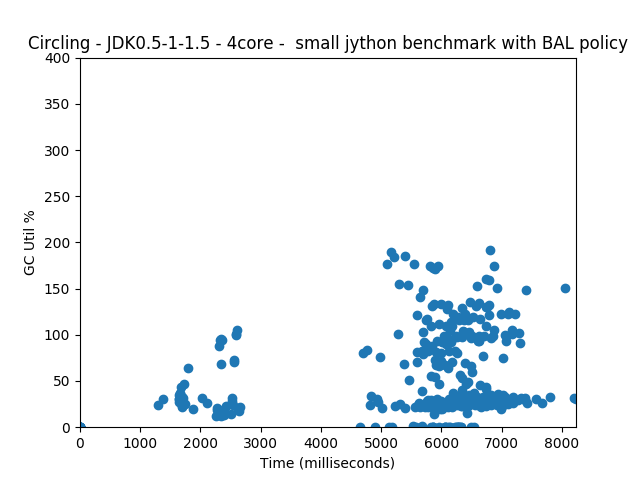 Circling - JDK0.5-1-1.5 - 4core -  small jython benchmark with BAL policy
400
350
300
250
200
150
100
50
0
GC Util %
0 1000 2000 3000 4000 5000 6000 7000 8000
Time (milliseconds)